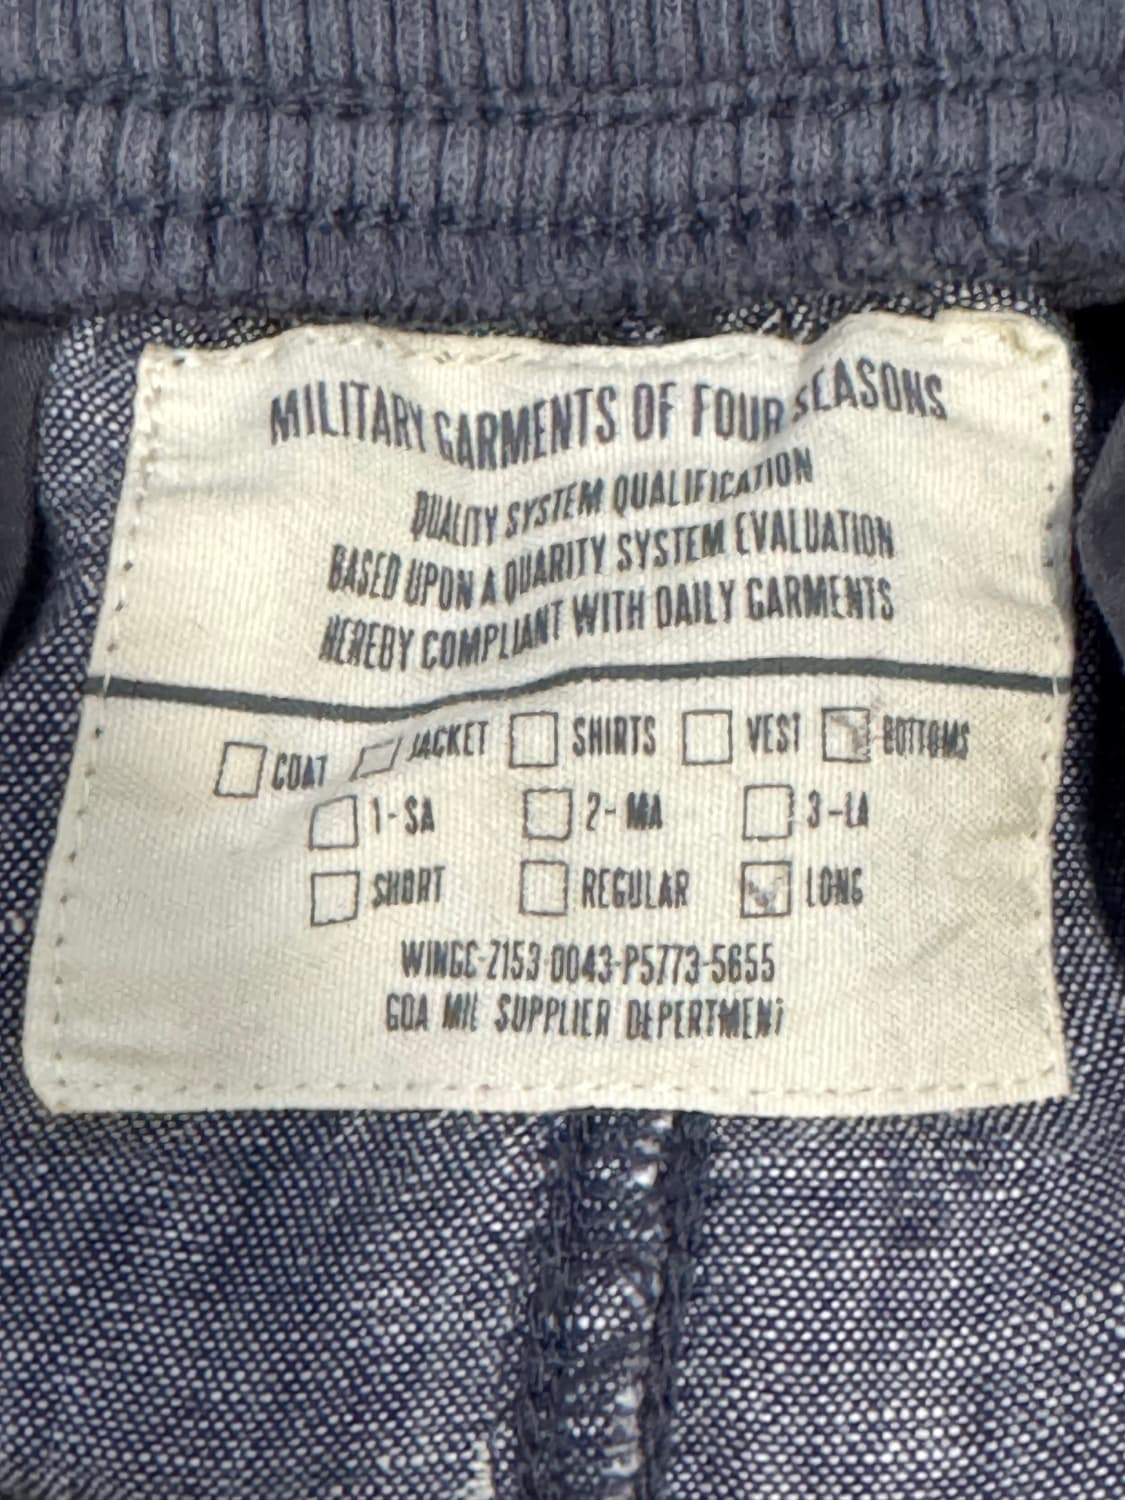 MILITARY GARMENTS OF FOUR SEASONS
QUALITY SYSTEM QUALIFICATION
BASED UPON A QUARITY SYSTEM EVALUATION
HEREBY COMPLIANT WITH DAILY GARMENTS
COAT JACKET SHIRTS VEST BOTTOMS
1-SA 2-MA 3-LA
SHORT REGULAR LONG
WINGC-Z153-0043-P5773-5655
GOA MIL SUPPLIER DEPERTMENT